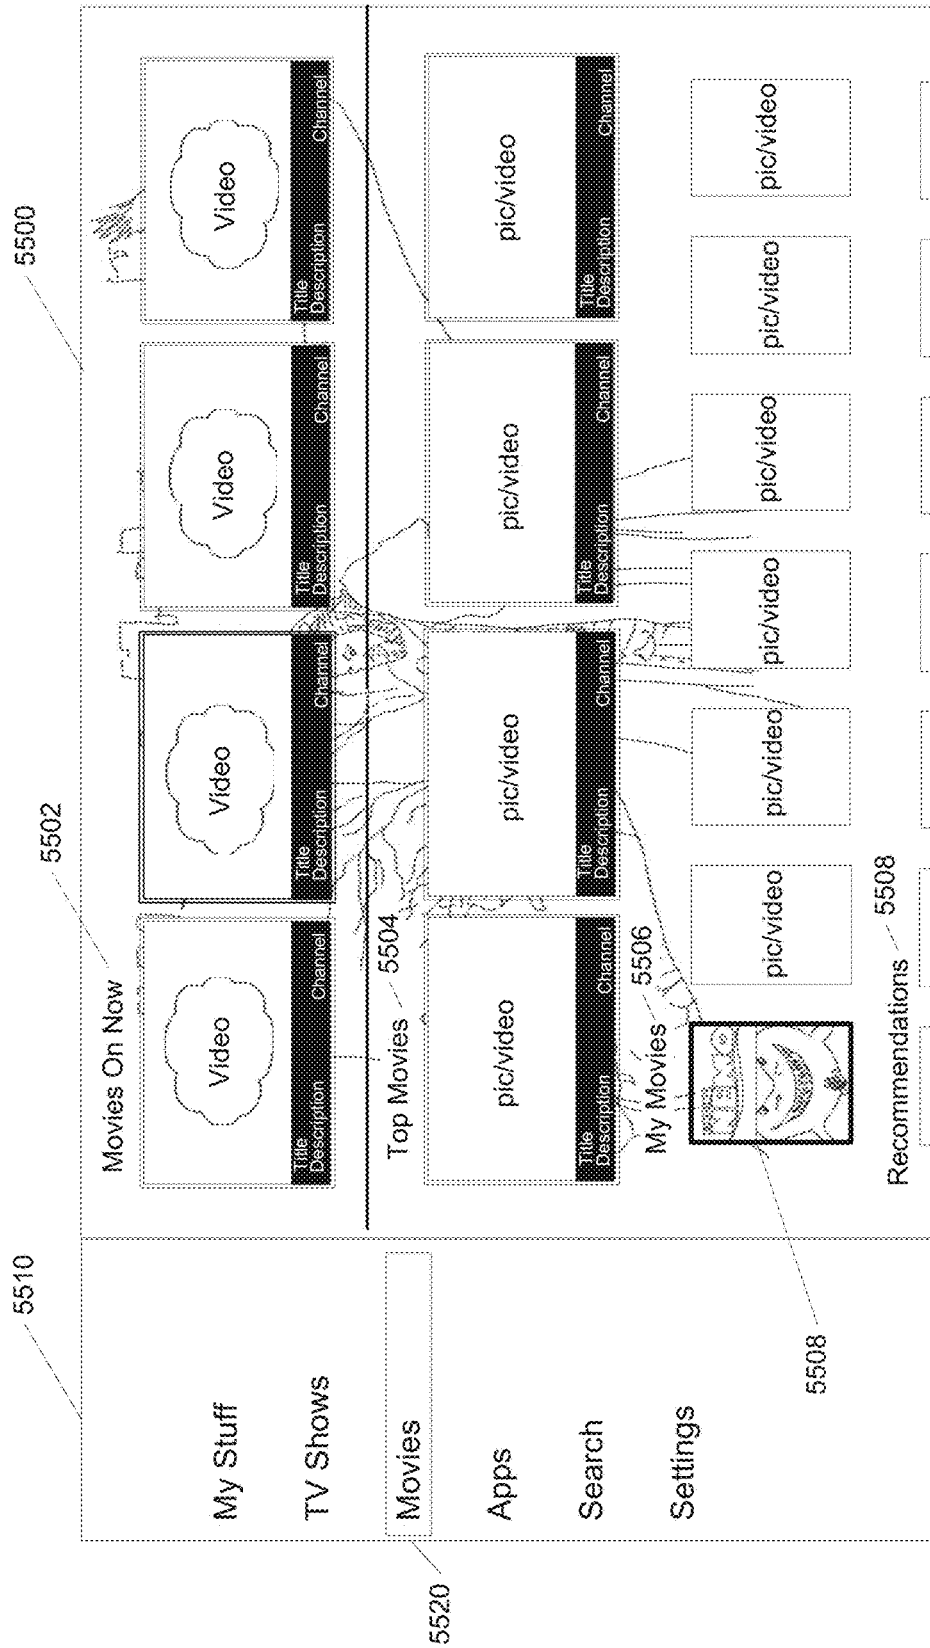 5510
5502
5500
Movies On Now
Video
Video
Video
Video
Title
Description Channel
Title
Description Channel
Title
Description Channel
Title
Description Channel
My Stuff
TV Shows
Movies
Apps
Search
Settings
5520
Top Movies
5504
pic/video
pic/video
pic/video
pic/video
Title
Description Channel
Title
Description Channel
Title
Description Channel
Title
Description Channel
My Movies
5506
NEMO
pic/video
pic/video
pic/video
pic/video
pic/video
pic/video
5508
Recommendations
5508